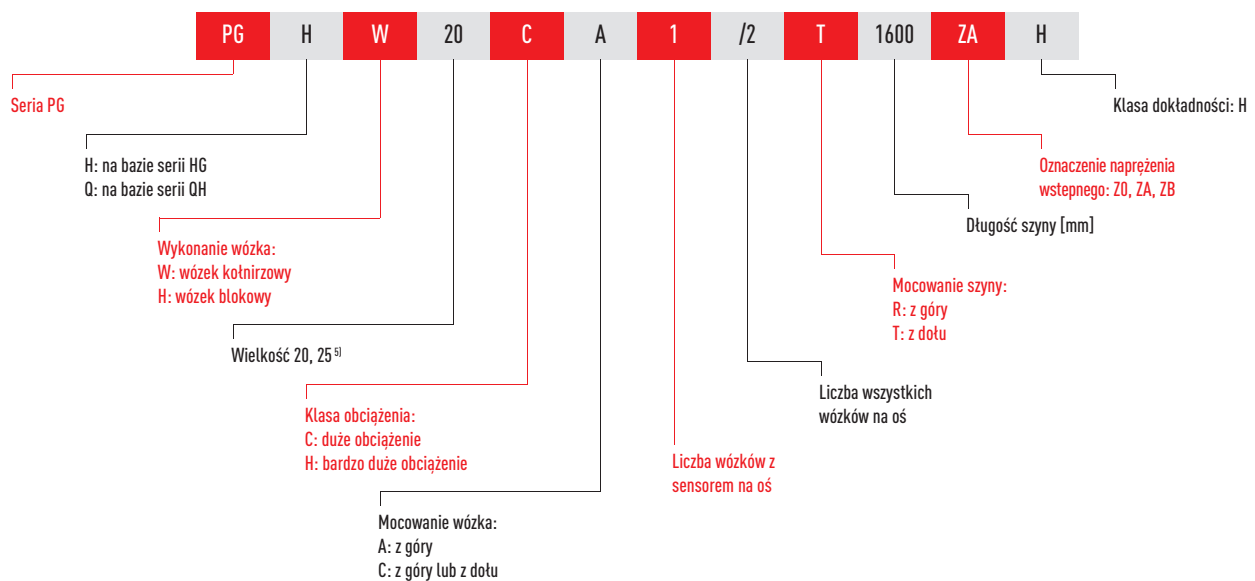 PG H W 20 C A 1 /2 T 1600 ZA H
Seria PG
Klasa dokładności: H
H: na bazie serii HG
Q: na bazie serii QH
Oznaczenie naprężenia
wstepnego: Z0, ZA, ZB
Długość szyny [mm]
Wykonanie wózka:
W: wózek kołnirzowy
H: wózek blokowy
Mocowanie szyny:
R: z góry
T: z dołu
Wielkość 20, 25 5)
Liczba wszystkich
wózków na oś
Klasa obciążenia:
C: duże obciążenie
H: bardzo duże obciążenie
Liczba wózków z
sensorem na oś
Mocowanie wózka:
A: z góry
C: z góry lub z dołu